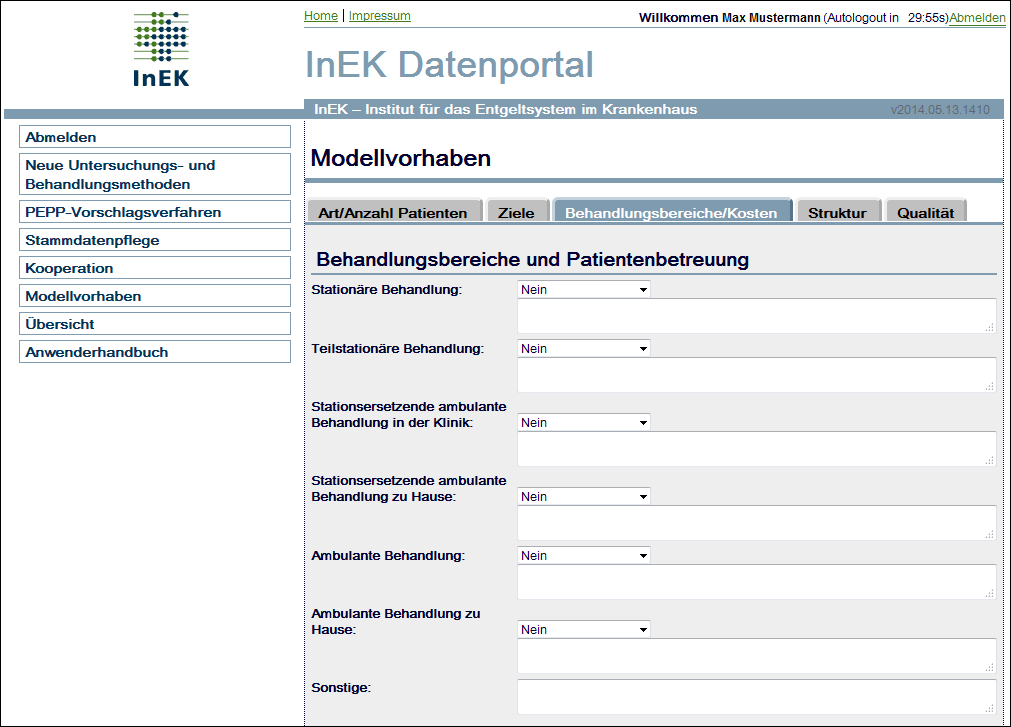 Home | Impressum
Willkommen Max Mustermann (Autologout in 29:55s) Abmelden
InEK
InEK Datenportal
InEK – Institut für das Entgeltsystem im Krankenhaus
v2014.05.13.1410
Abmelden
Neue Untersuchungs- und
Behandlungsmethoden
PEPP-Vorschlagsverfahren
Stammdatenpflege
Kooperation
Modellvorhaben
Übersicht
Anwenderhandbuch
Modellvorhaben
Art/Anzahl Patienten Ziele Behandlungsbereiche/Kosten Struktur Qualität
Behandlungsbereiche und Patientenbetreuung
Stationäre Behandlung: Nein
Teilstationäre Behandlung: Nein
Stationsersetzende ambulante
Behandlung in der Klinik: Nein
Stationsersetzende ambulante
Behandlung zu Hause: Nein
Ambulante Behandlung: Nein
Ambulante Behandlung zu
Hause: Nein
Sonstige: